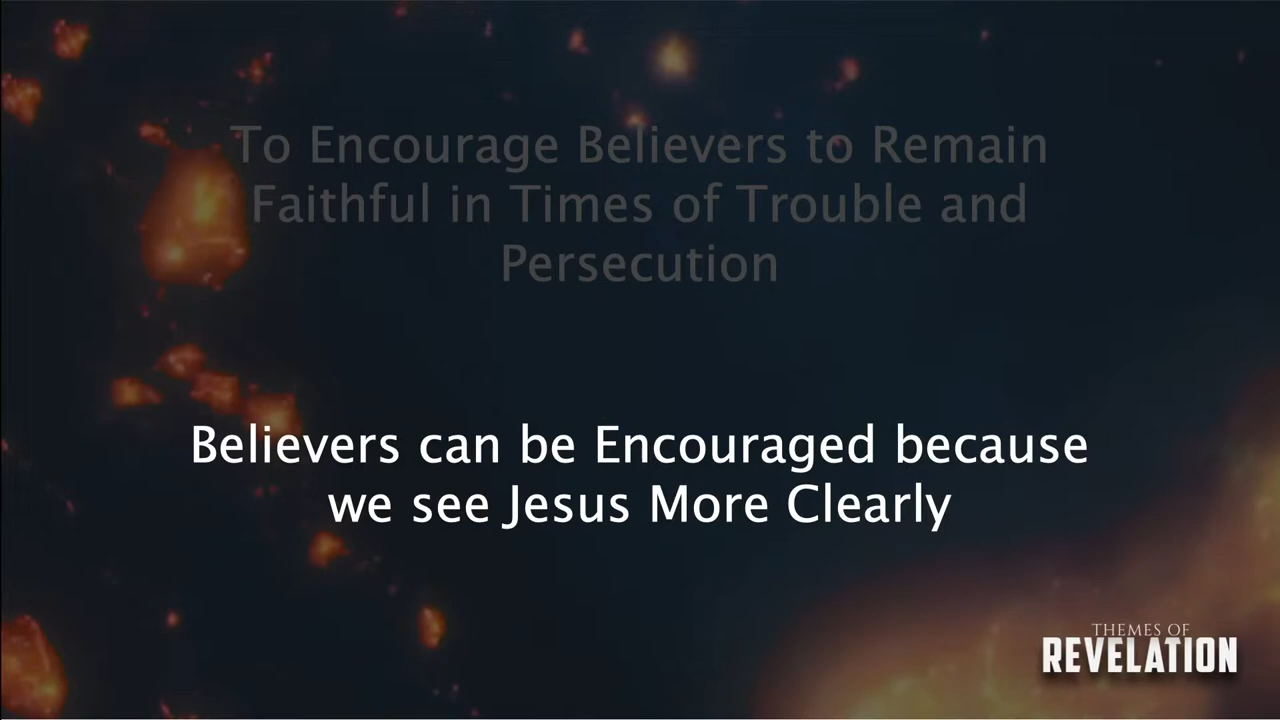 To Encourage Believers to Remain
Faithful in Times of Trouble and
Persecution
Believers can be Encouraged because
we see Jesus More Clearly
THEMES OF
REVELATION